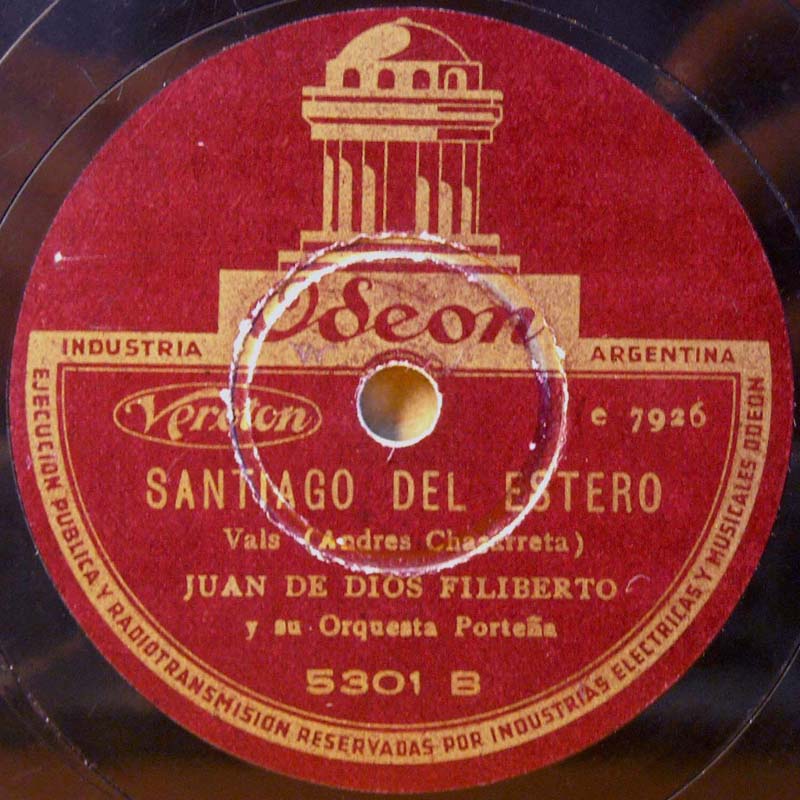 Odeon
INDUSTRIA ARGENTINA
Veroton
e 7926
SANTIAGO DEL ESTERO
Vals (Andres Chazarreta)
JUAN DE DIOS FILIBERTO
y su Orquesta Porteña
5301 B
EJECUCION PUBLICA Y RADIOTRANSMISION RESERVADAS POR INDUSTRIAS ELECTRICAS Y MUSICALES ODEON